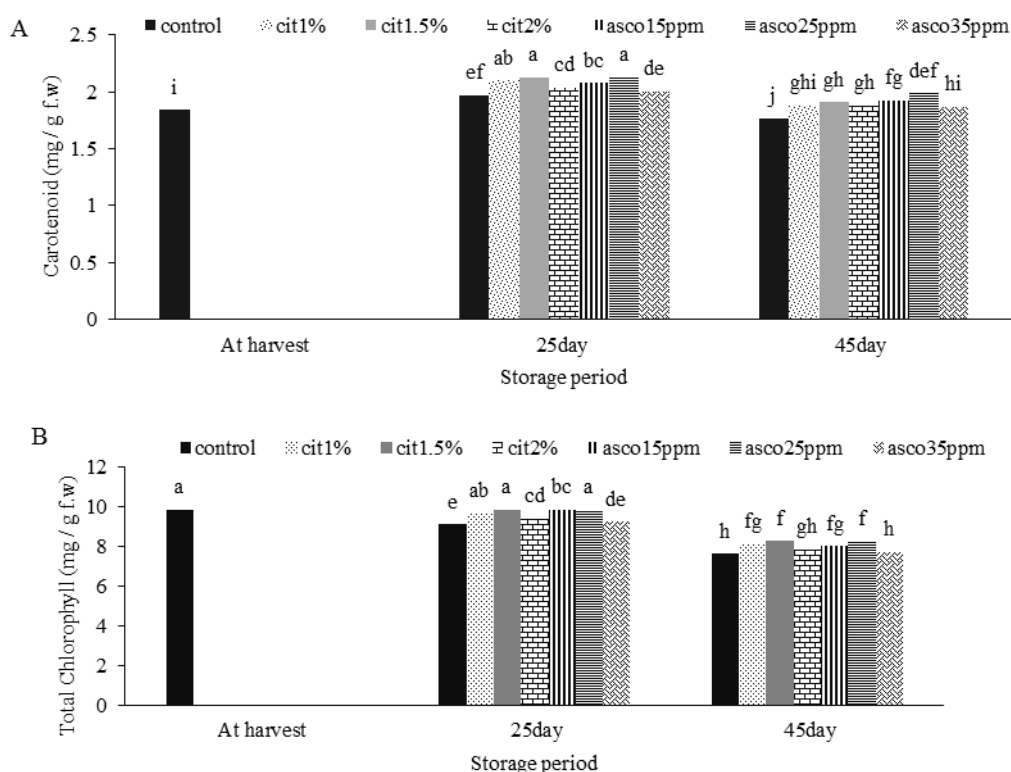 A
control cit1% cit1.5% cit2% asco15ppm asco25ppm asco35ppm
Carotenoid (mg / g f.w)
2.5
2
1.5
1
0.5
0
i
ef ab a cd bc a de
j ghi gh gh fg def hi
At harvest 25day 45day
Storage period
B
control cit1% cit1.5% cit2% asco15ppm asco25ppm asco35ppm
Total Chlorophyll (mg / g f.w)
12
10
8
6
4
2
0
a
e ab a cd bc a de
h fg f gh fg f h
At harvest 25day 45day
Storage period